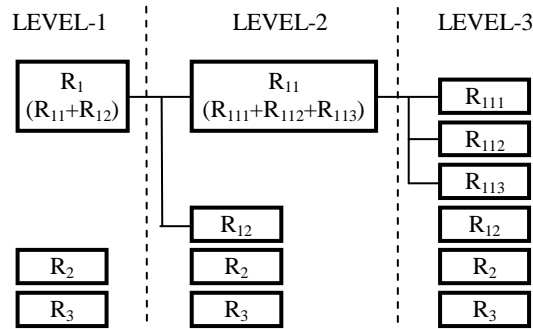 LEVEL-1 LEVEL-2 LEVEL-3
R₁
(R₁₁+R₁₂)
R₁₁
(R₁₁₁+R₁₁₂+R₁₁₃)
R₁₁₁
R₁₁₂
R₁₁₃
R₁₂ R₁₂
R₂ R₂ R₂
R₃ R₃ R₃